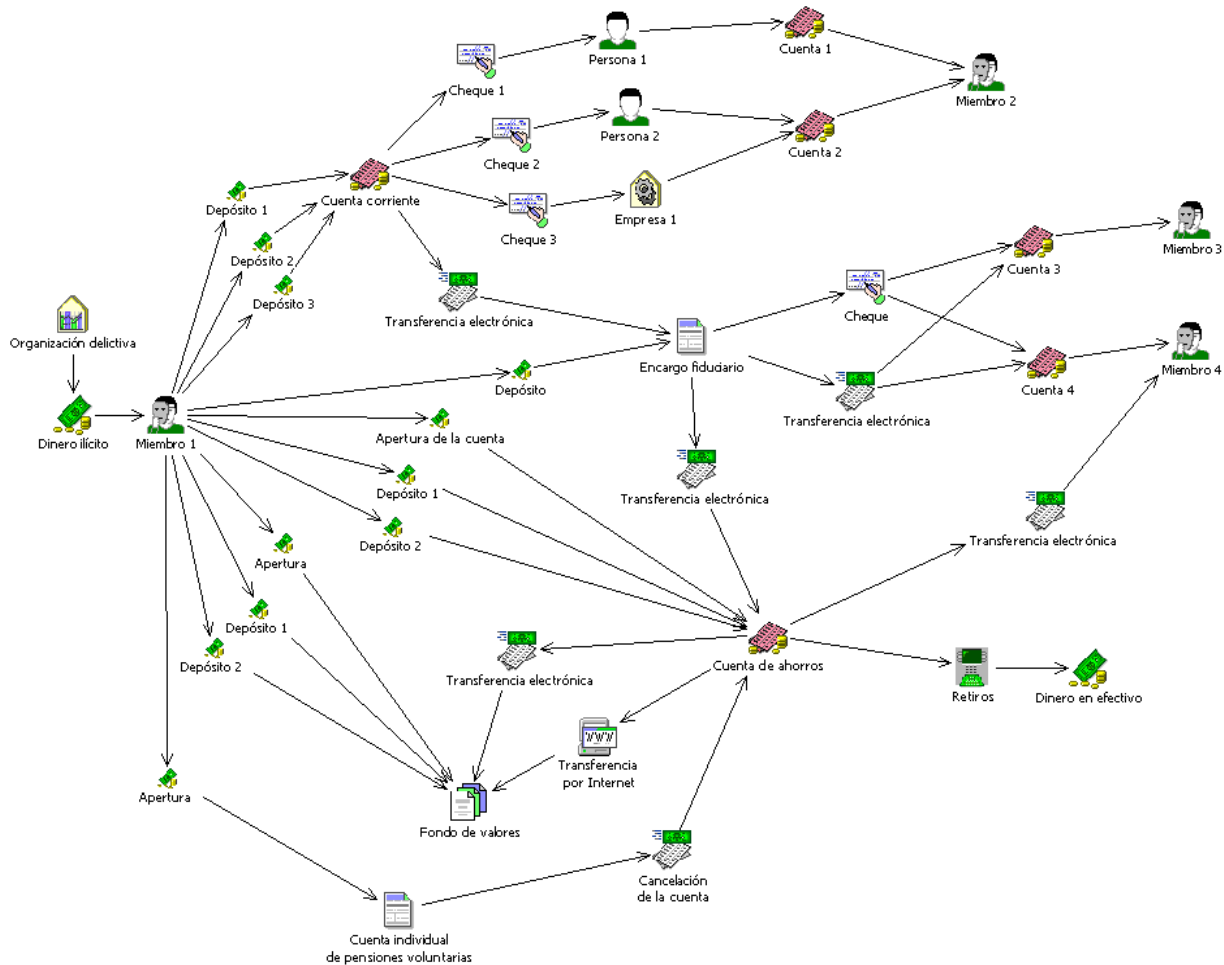 Persona 1
Cuenta 1
Cheque 1
Miembro 2
Persona 2
Cuenta 2
Cheque 2
Depósito 1
Cuenta corriente
Empresa 1
Cheque 3
Depósito 2
Miembro 3
Cuenta 3
Depósito 3
Cheque
Transferencia electrónica
Organización delictiva
Encargo fiduciario
Miembro 4
Depósito
Cuenta 4
Transferencia electrónica
Dinero ilícito
Miembro 1
Apertura de la cuenta
Depósito 1
Transferencia electrónica
Depósito 2
Transferencia electrónica
Apertura
Depósito 1
Depósito 2
Transferencia electrónica
Cuenta de ahorros
Retiros
Dinero en efectivo
WWW
Transferencia
por Internet
Apertura
Fondo de valores
Cancelación
de la cuenta
Cuenta individual
de pensiones voluntarias